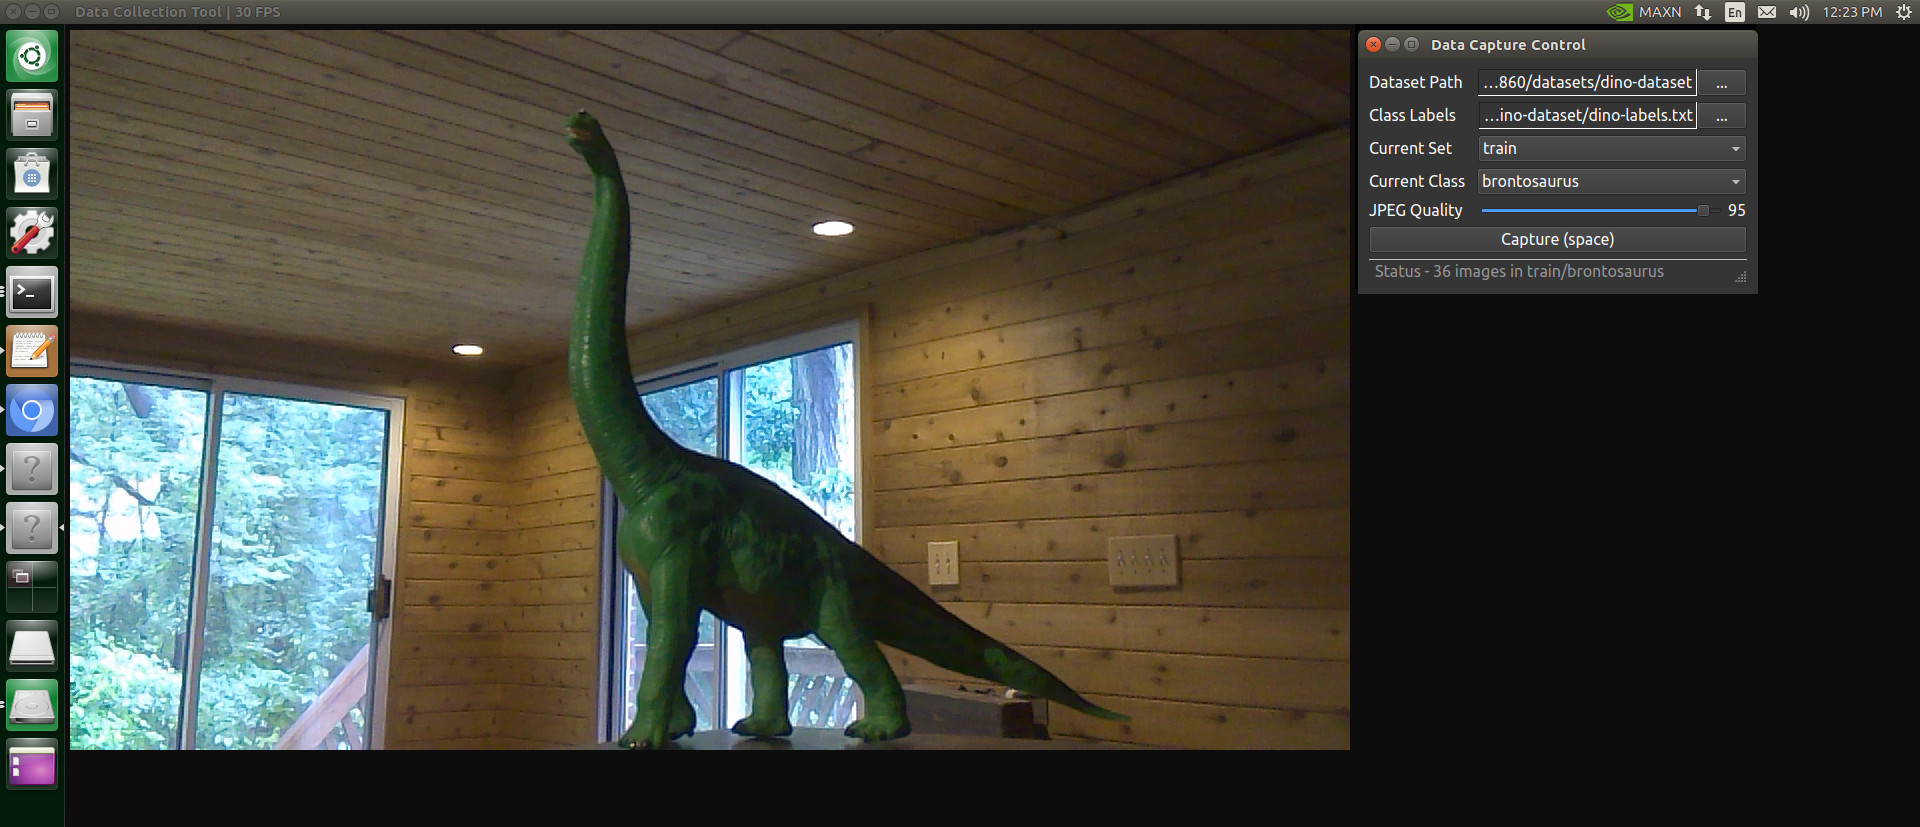 Data Collection Tool | 30 FPS
MAXN En 12:23 PM
Data Capture Control
Dataset Path ...860/datasets/dino-dataset ...
Class Labels ...ino-dataset/dino-labels.txt ...
Current Set train
Current Class brontosaurus
JPEG Quality 95
Capture (space)
Status - 36 images in train/brontosaurus